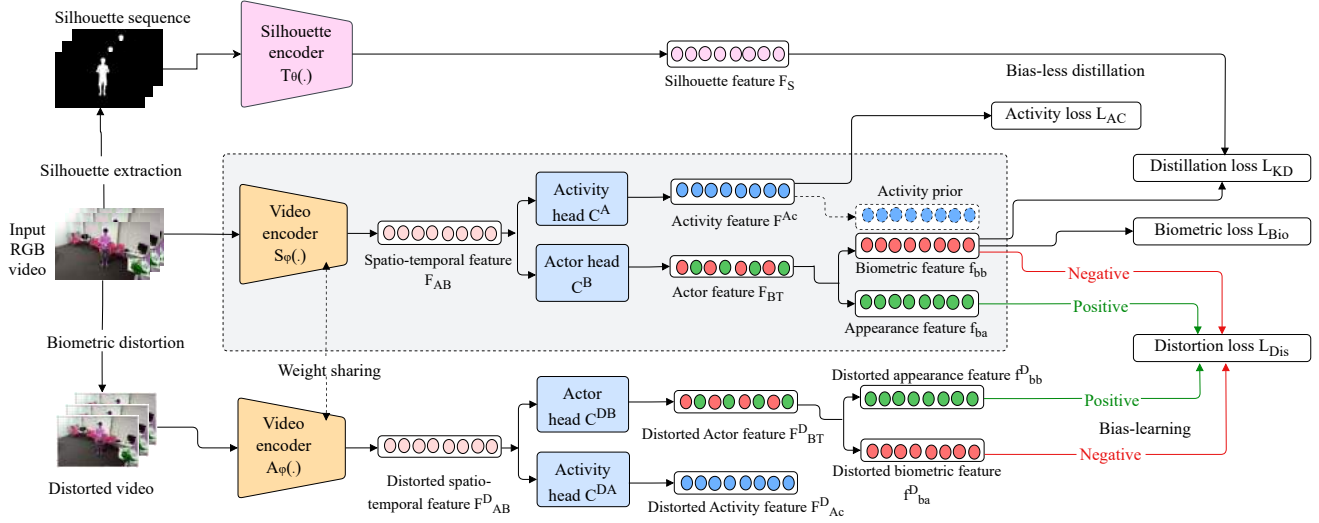 Silhouette sequence
Silhouette
encoder
Tθ(.)
Silhouette feature F_S
Bias-less distillation
Activity loss L_AC
Silhouette extraction
Distillation loss L_KD
Input
RGB
video
Video
encoder
Sφ(.)
Spatio-temporal feature
F_AB
Activity
head C^A
Activity feature F^Ac
Activity prior
Actor head
C^B
Actor feature F_BT
Biometric feature f_bb
Biometric loss L_Bio
Negative
Appearance feature f_ba
Positive
Distortion loss L_Dis
Biometric distortion
Weight sharing
Distorted video
Video
encoder
Aφ(.)
Distorted spatio-
temporal feature F^D_AB
Actor
head C^DB
Distorted Actor feature F^D_BT
Distorted appearance feature f^D_bb
Positive
Bias-learning
Activity
head C^DA
Distorted Activity feature F^D_Ac
Distorted biometric feature
f^D_ba
Negative